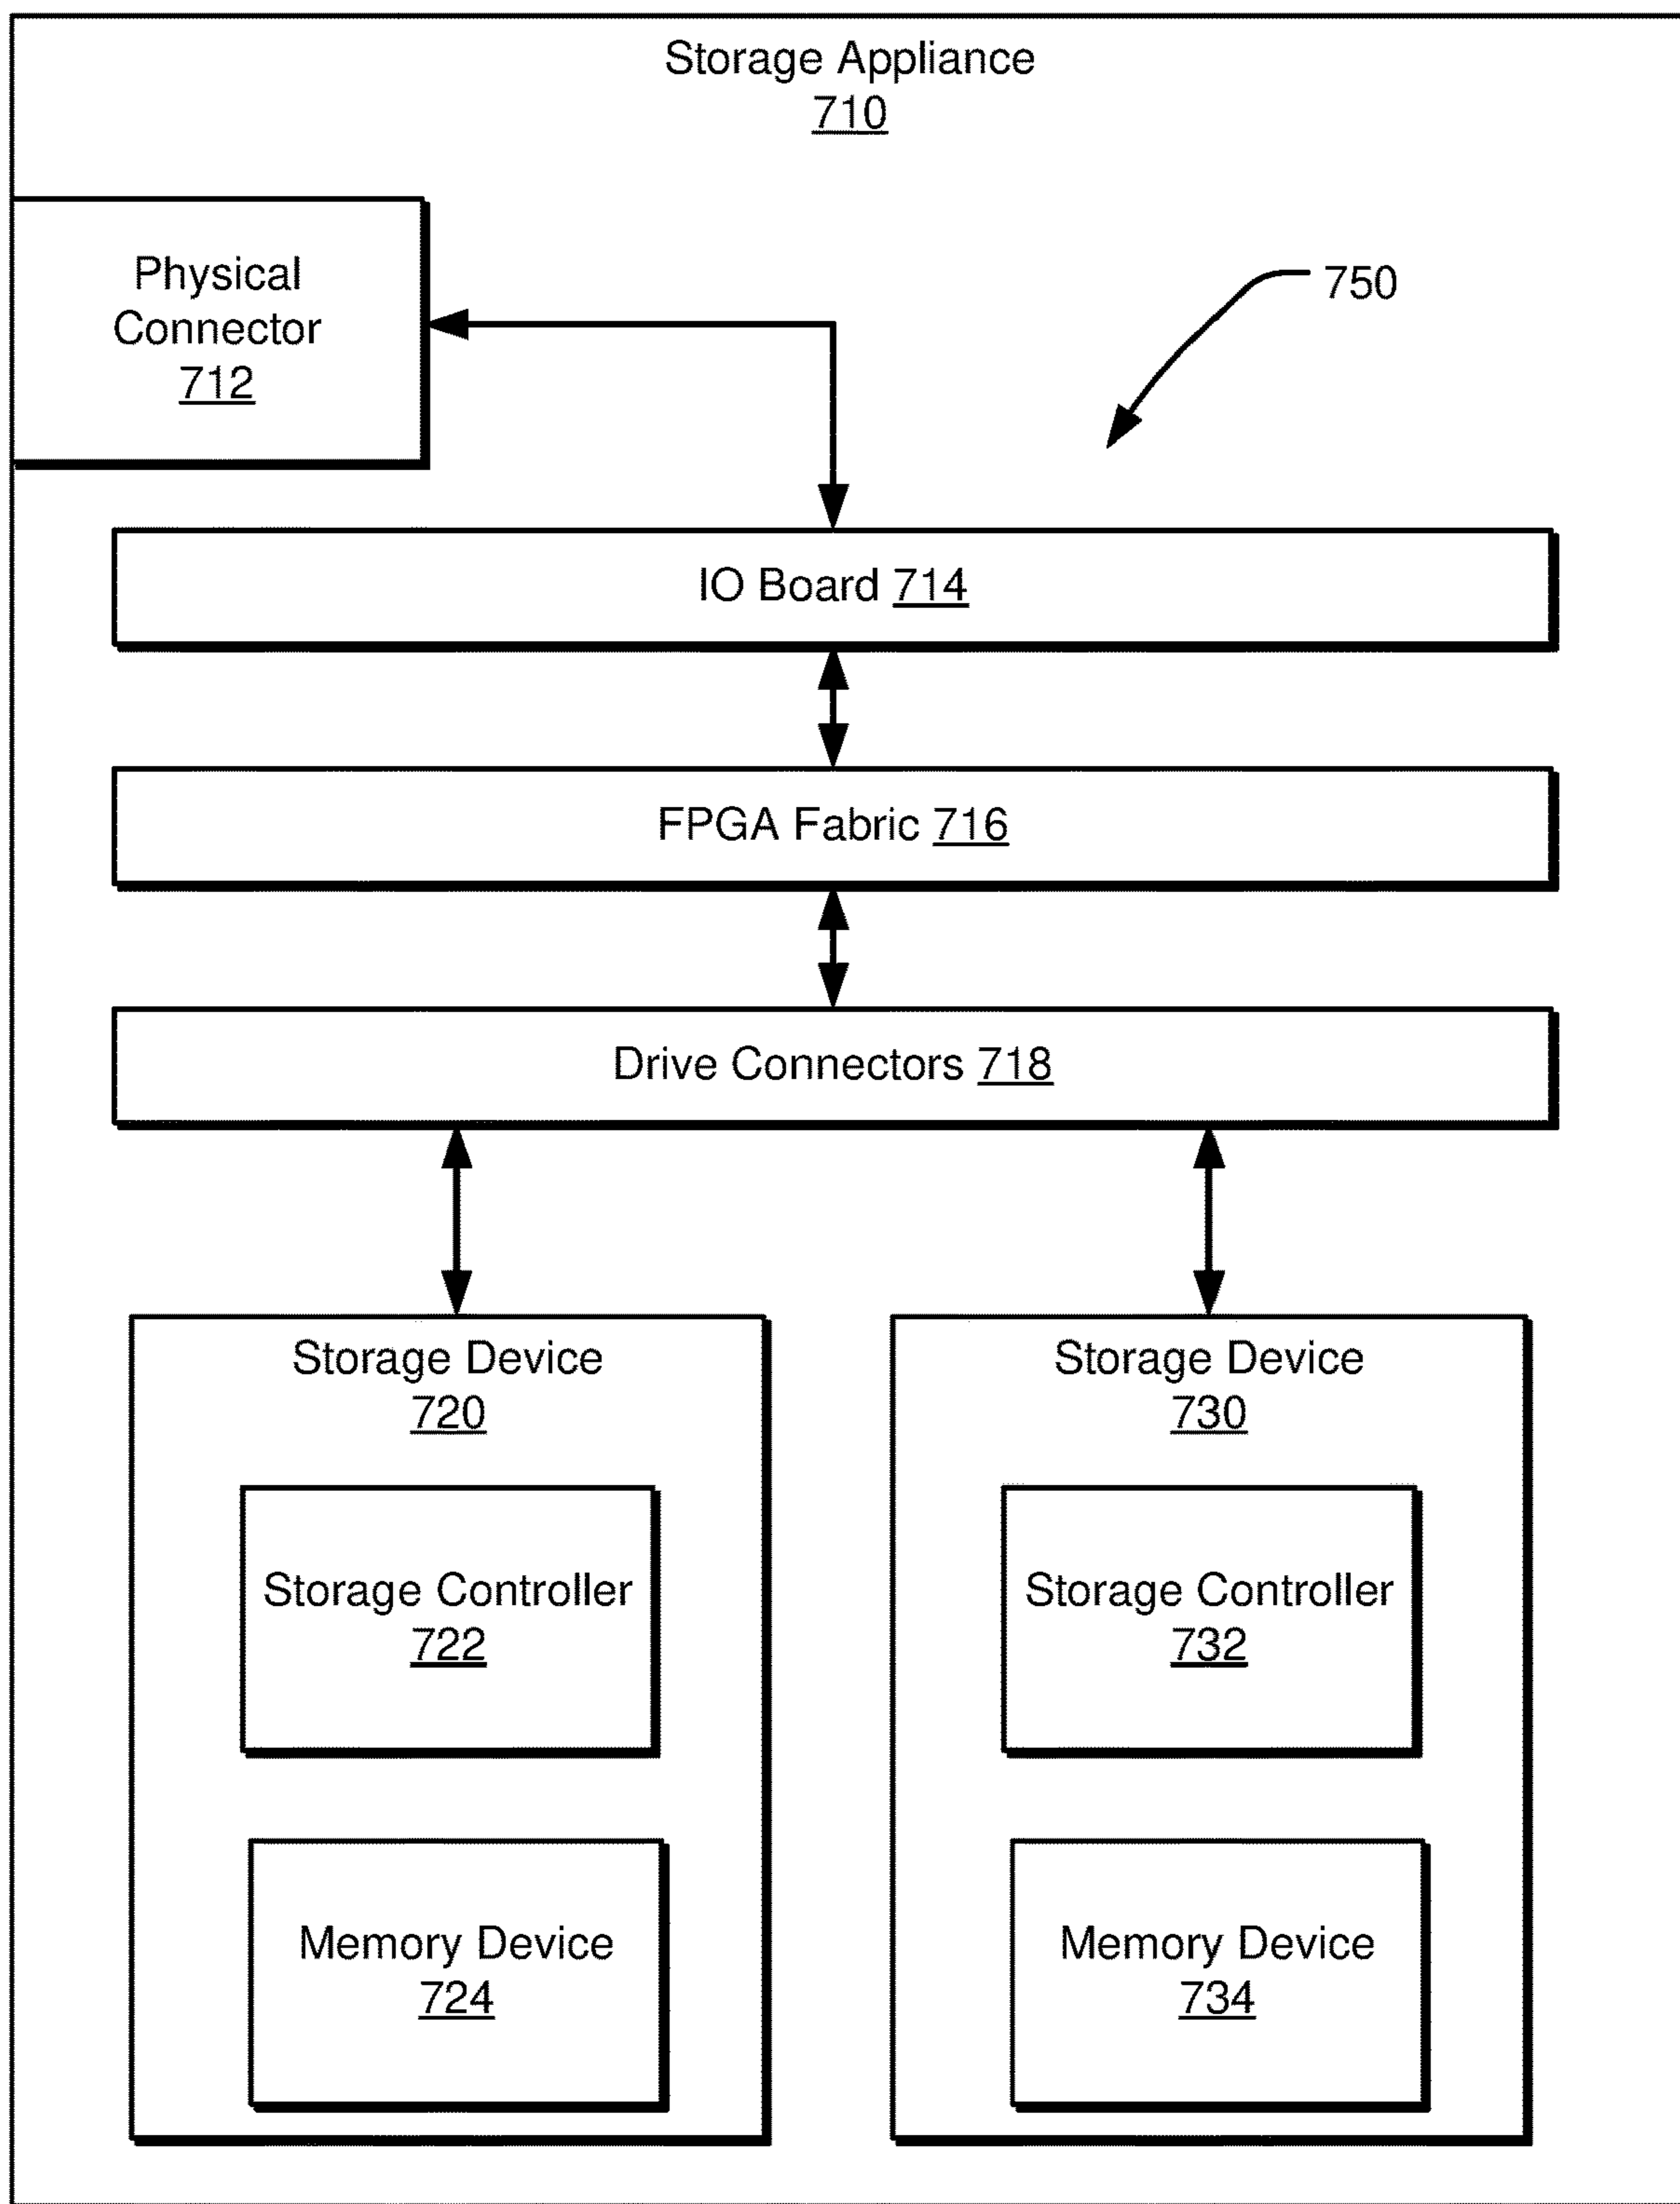 Storage Appliance
710
Physical
Connector
712
750
IO Board 714
FPGA Fabric 716
Drive Connectors 718
Storage Device
720
Storage Controller
722
Memory Device
724
Storage Device
730
Storage Controller
732
Memory Device
734